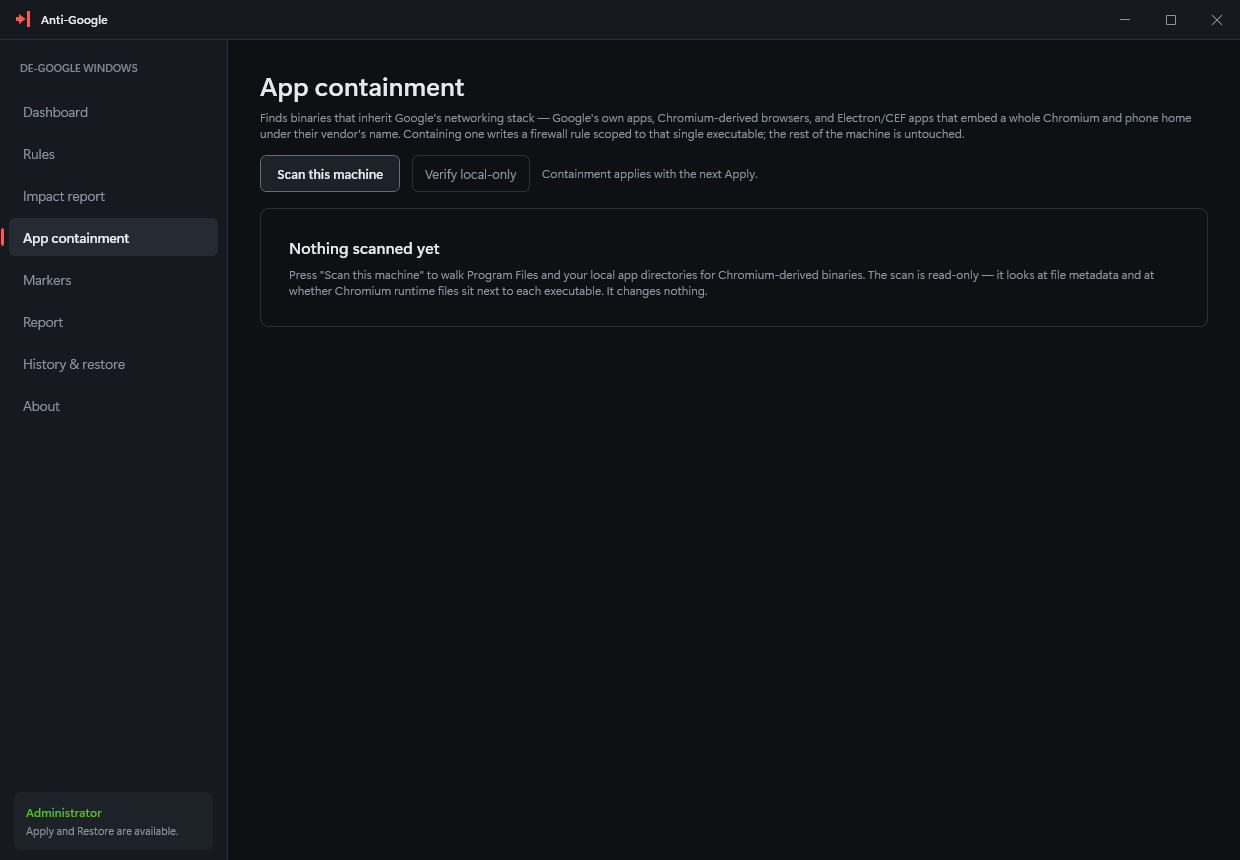 Anti-Google
DE-GOOGLE WINDOWS
Dashboard
Rules
Impact report
App containment
Markers
Report
History & restore
About
Administrator
Apply and Restore are available.
App containment
Finds binaries that inherit Google's networking stack — Google's own apps, Chromium-derived browsers, and Electron/CEF apps that embed a whole Chromium and phone home
under their vendor's name. Containing one writes a firewall rule scoped to that single executable; the rest of the machine is untouched.
Scan this machine
Verify local-only
Containment applies with the next Apply.
Nothing scanned yet
Press "Scan this machine" to walk Program Files and your local app directories for Chromium-derived binaries. The scan is read-only — it looks at file metadata and at
whether Chromium runtime files sit next to each executable. It changes nothing.